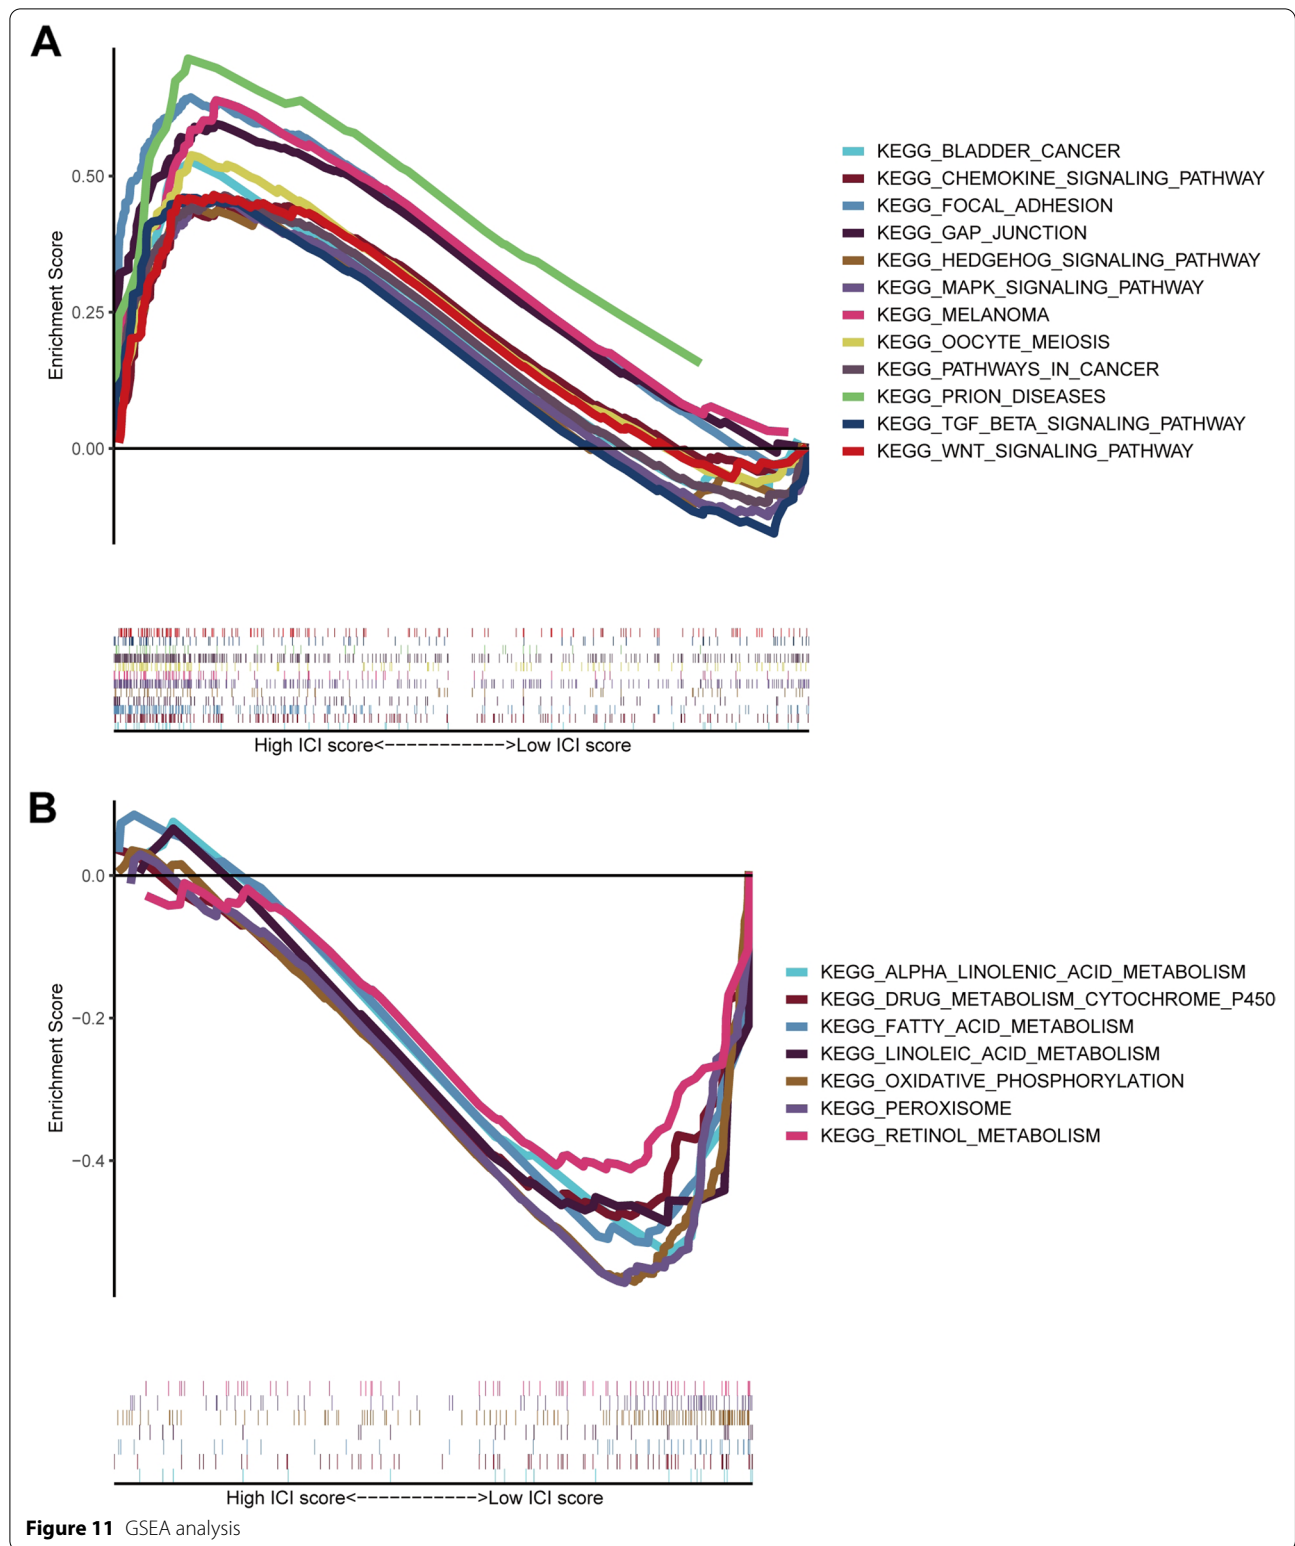 A
0.50
0.25
0.00
Enrichment Score
KEGG_BLADDER_CANCER
KEGG_CHEMOKINE_SIGNALING_PATHWAY
KEGG_FOCAL_ADHESION
KEGG_GAP_JUNCTION
KEGG_HEDGEHOG_SIGNALING_PATHWAY
KEGG_MAPK_SIGNALING_PATHWAY
KEGG_MELANOMA
KEGG_OOCYTE_MEIOSIS
KEGG_PATHWAYS_IN_CANCER
KEGG_PRION_DISEASES
KEGG_TGF_BETA_SIGNALING_PATHWAY
KEGG_WNT_SIGNALING_PATHWAY
High ICI score<----------->Low ICI score
B
0.0
−0.2
−0.4
Enrichment Score
KEGG_ALPHA_LINOLENIC_ACID_METABOLISM
KEGG_DRUG_METABOLISM_CYTOCHROME_P450
KEGG_FATTY_ACID_METABOLISM
KEGG_LINOLEIC_ACID_METABOLISM
KEGG_OXIDATIVE_PHOSPHORYLATION
KEGG_PEROXISOME
KEGG_RETINOL_METABOLISM
High ICI score<----------->Low ICI score
Figure 11 GSEA analysis